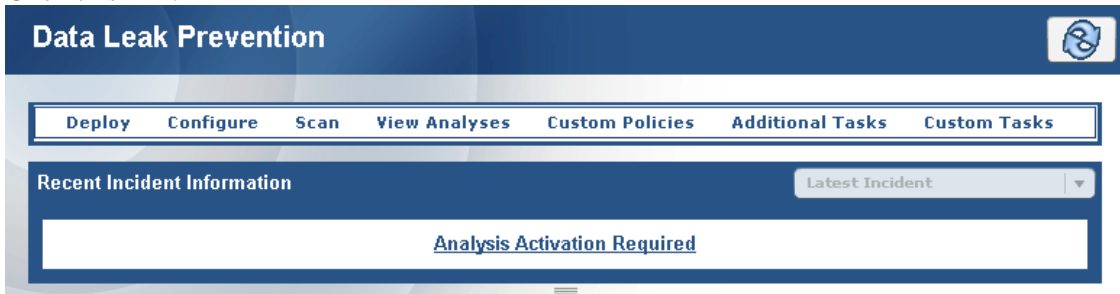 Data Leak Prevention
Deploy Configure Scan View Analyses Custom Policies Additional Tasks Custom Tasks
Recent Incident Information Latest Incident
Analysis Activation Required